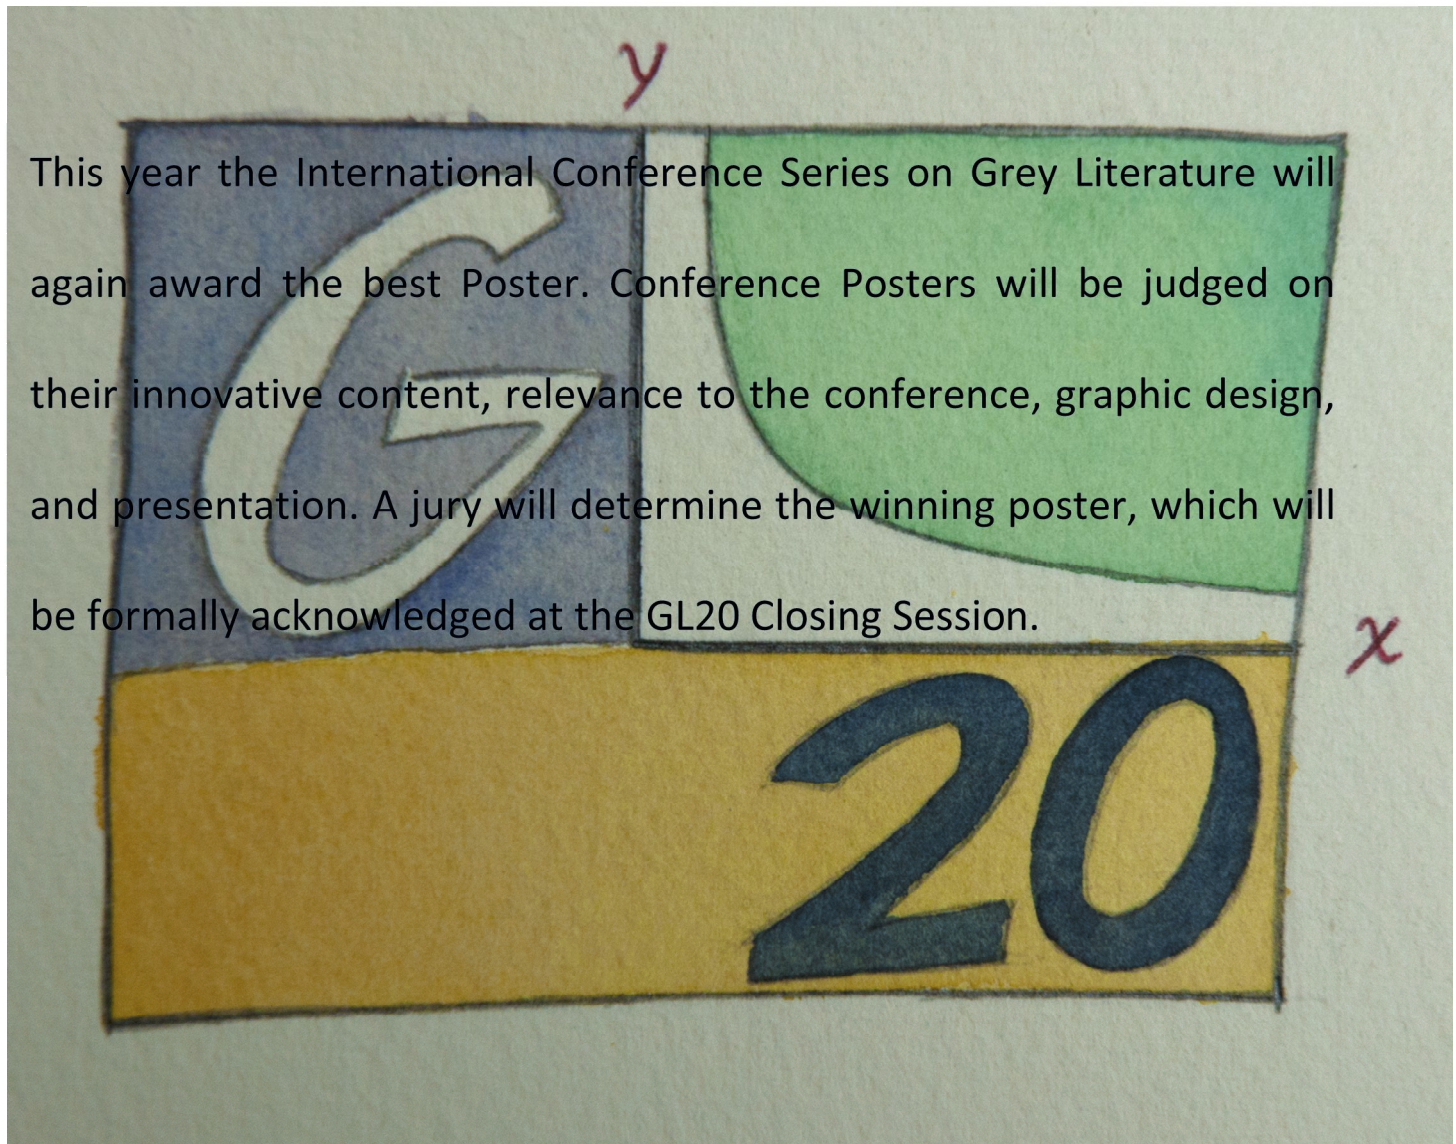 y
This year the International Conference Series on Grey Literature will
again award the best Poster. Conference Posters will be judged on
their innovative content, relevance to the conference, graphic design,
and presentation. A jury will determine the winning poster, which will
be formally acknowledged at the GL20 Closing Session.
G
x
20